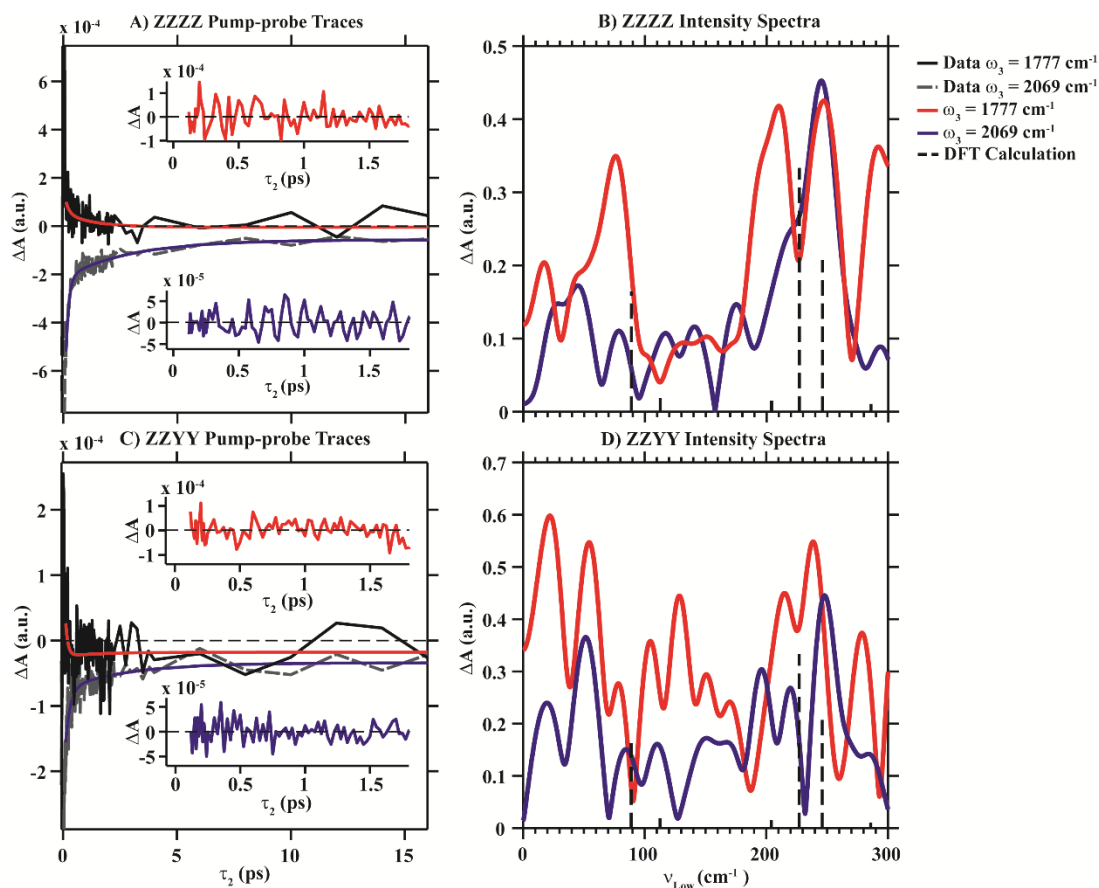 A) ZZZZ Pump-probe Traces
x 10⁻⁴
6
4
2
0
-2
-4
-6
ΔA (a.u.)
x 10⁻⁴
1
0
-1
ΔA
0 0.5 1 1.5
τ₂ (ps)
x 10⁻⁵
5
0
-5
ΔA
0 0.5 1 1.5
τ₂ (ps)
B) ZZZZ Intensity Spectra
0.5
0.4
0.3
0.2
0.1
0
ΔA (a.u.)
Data ω₃ = 1777 cm⁻¹
Data ω₃ = 2069 cm⁻¹
ω₃ = 1777 cm⁻¹
ω₃ = 2069 cm⁻¹
DFT Calculation
C) ZZYY Pump-probe Traces
x 10⁻⁴
2
1
0
-1
-2
ΔA (a.u.)
x 10⁻⁴
1
0
-1
ΔA
0 0.5 1 1.5
τ₂ (ps)
x 10⁻⁵
5
0
-5
ΔA
0 0.5 1 1.5
τ₂ (ps)
0 5 10 15
τ₂ (ps)
D) ZZYY Intensity Spectra
0.7
0.6
0.5
0.4
0.3
0.2
0.1
0
ΔA (a.u.)
0 100 200 300
ν_Low (cm⁻¹)